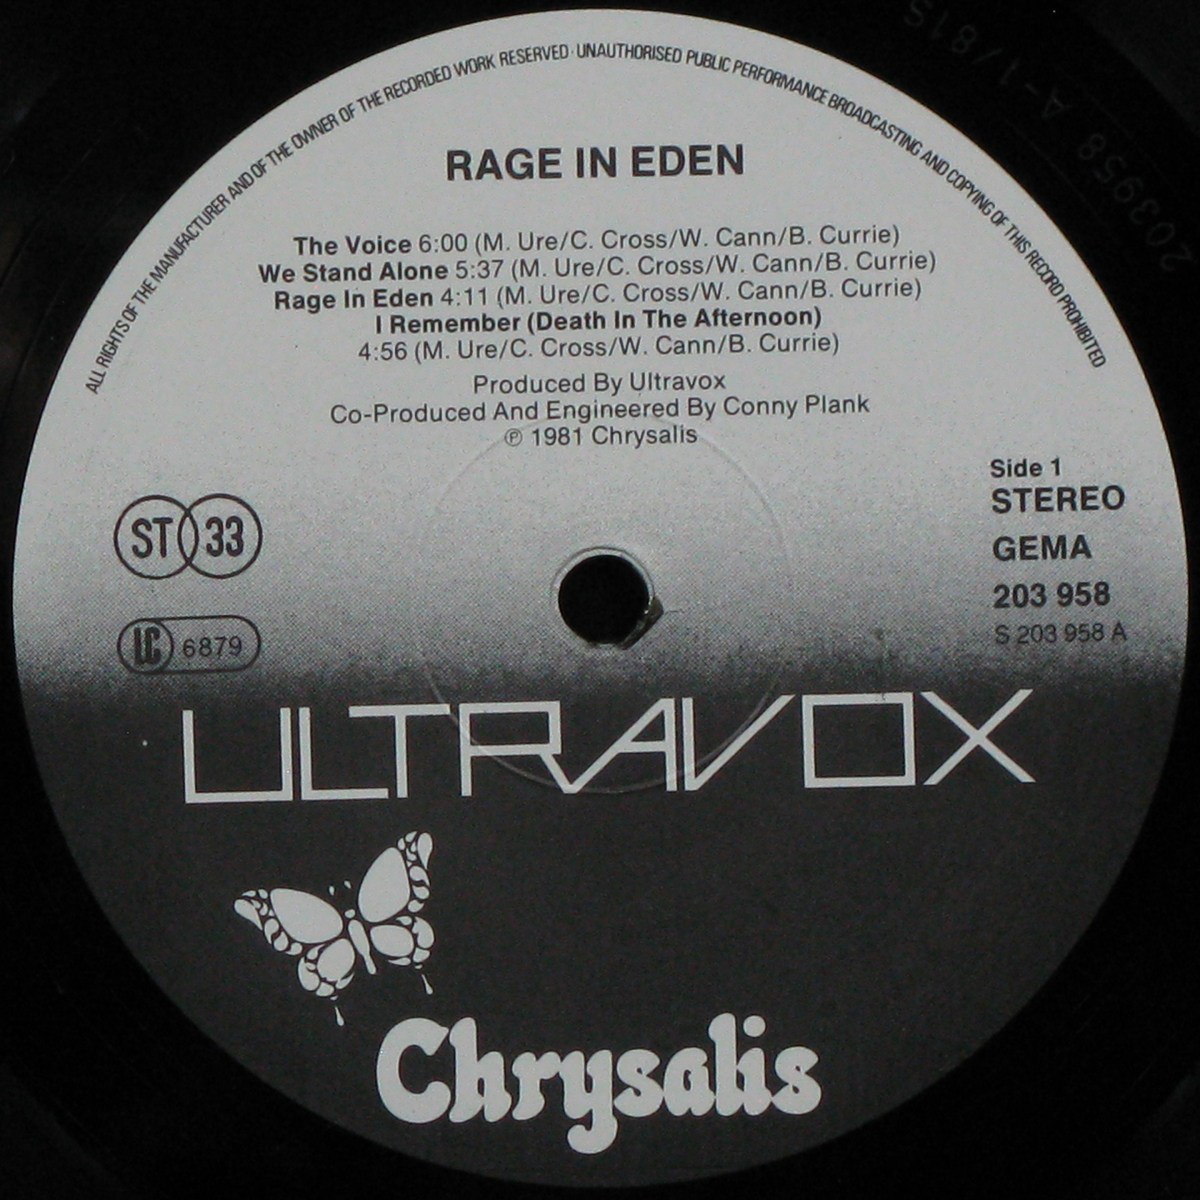 ALL RIGHTS OF THE MANUFACTURER AND OF THE OWNER OF THE RECORDED WORK RESERVED · UNAUTHORISED PUBLIC PERFORMANCE BROADCASTING AND COPYING OF THIS RECORD PROHIBITED
203958 A-1/81S
RAGE IN EDEN
The Voice 6:00 (M. Ure/C. Cross/W. Cann/B. Currie)
We Stand Alone 5:37 (M. Ure/C. Cross/W. Cann/B. Currie)
Rage In Eden 4:11 (M. Ure/C. Cross/W. Cann/B. Currie)
I Remember (Death In The Afternoon)
4:56 (M. Ure/C. Cross/W. Cann/B. Currie)
Produced By Ultravox
Co-Produced And Engineered By Conny Plank
℗ 1981 Chrysalis
ST 33
LC 6879
Side 1
STEREO
GEMA
203 958
S 203 958 A
ULTRAVOX
Chrysalis